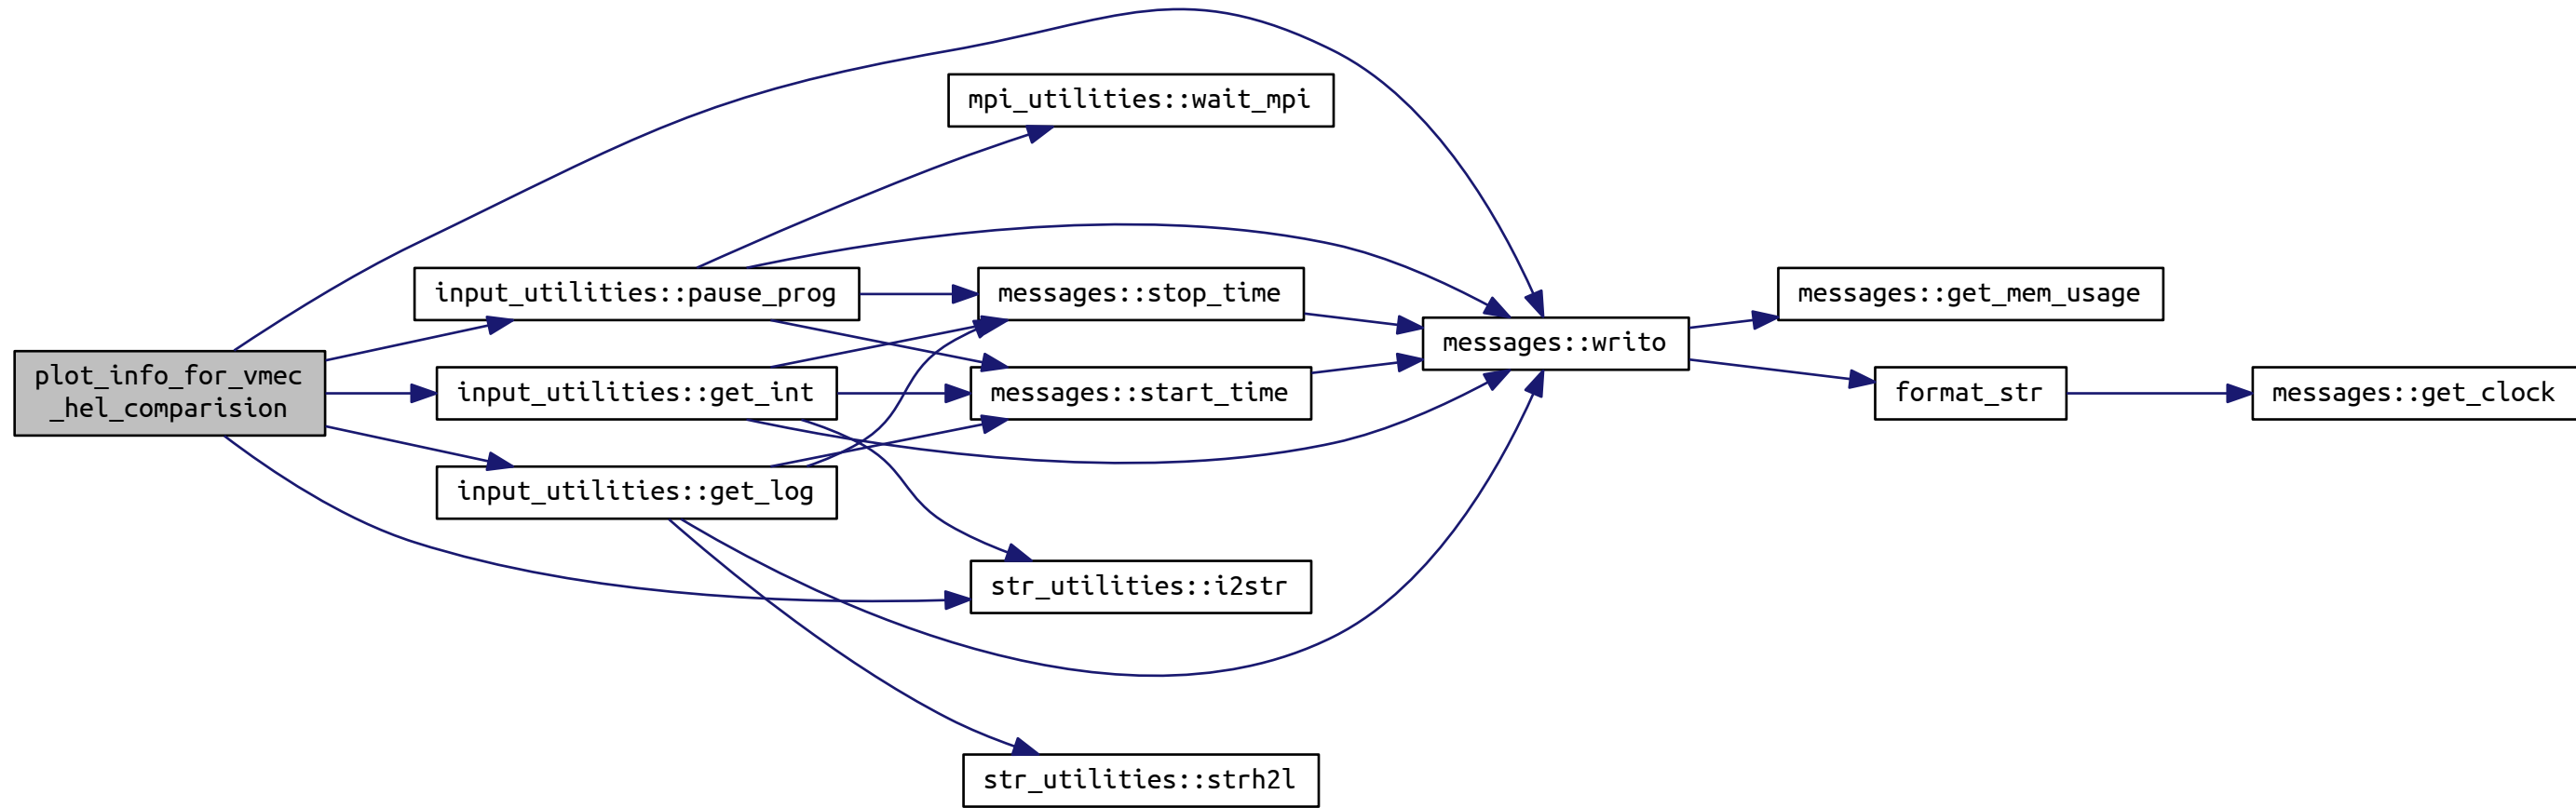 mpi_utilities::wait_mpi
input_utilities::pause_prog
messages::stop_time
messages::get_mem_usage
messages::writo
plot_info_for_vmec
_hel_comparision
input_utilities::get_int
messages::start_time
format_str
messages::get_clock
input_utilities::get_log
str_utilities::i2str
str_utilities::strh2l